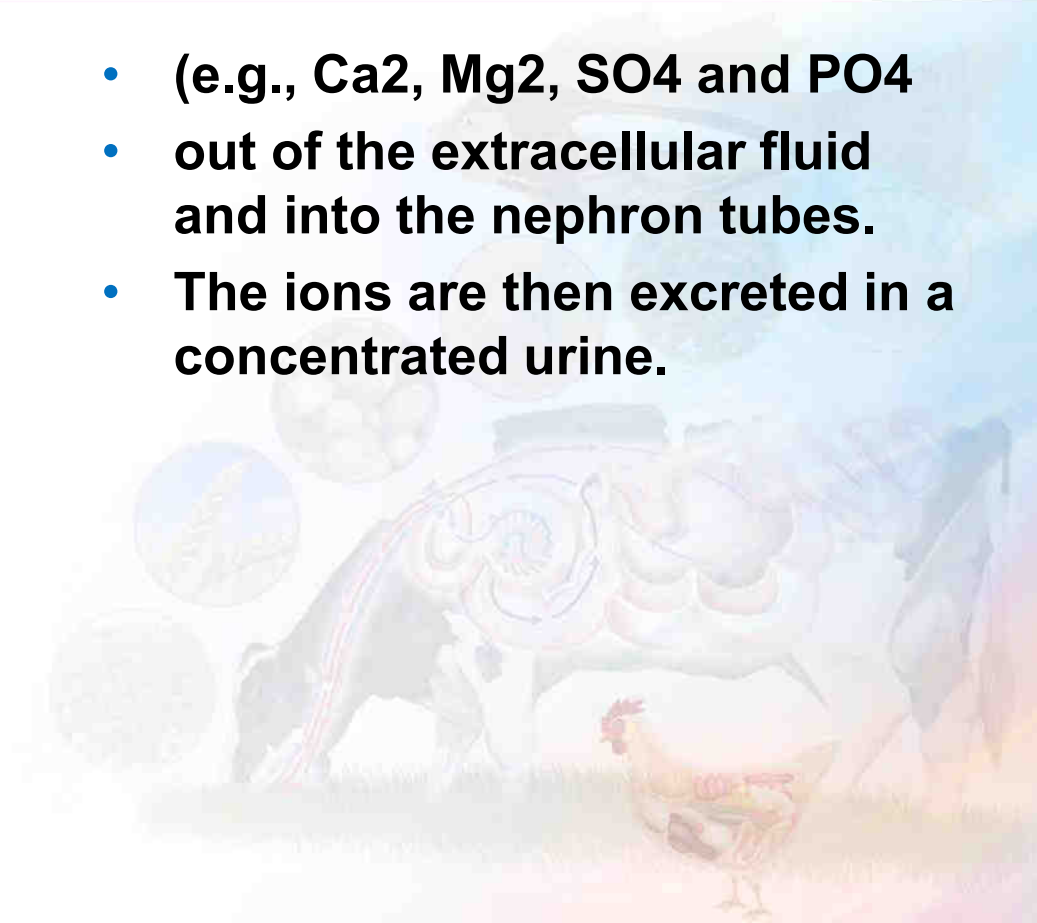 • (e.g., Ca2, Mg2, SO4 and PO4
• out of the extracellular fluid
and into the nephron tubes.
• The ions are then excreted in a
concentrated urine.